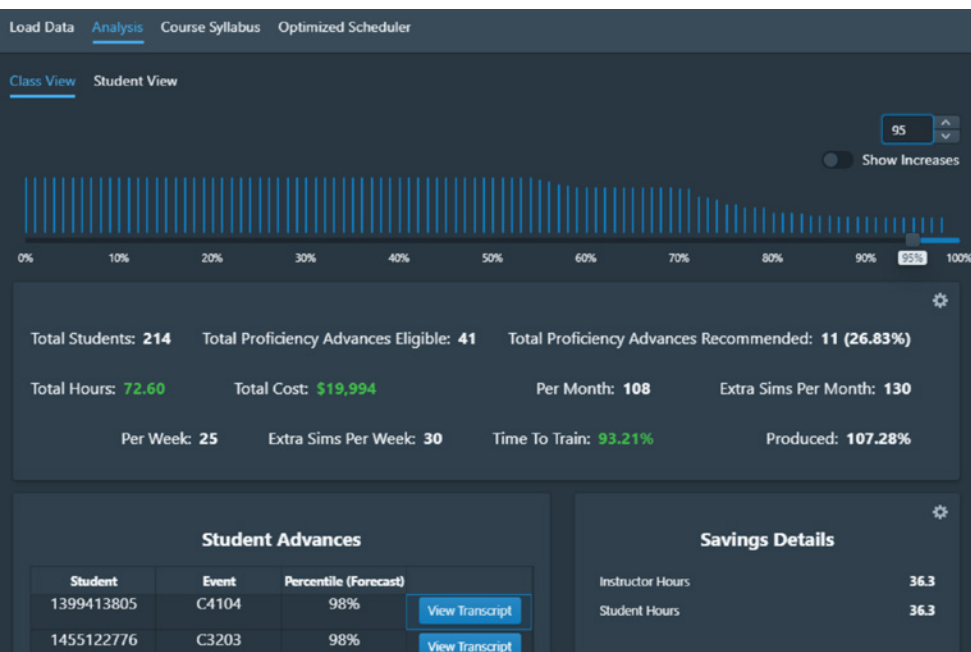 Load Data Analysis Course Syllabus Optimized Scheduler
Class View Student View
95
Show Increases
0% 10% 20% 30% 40% 50% 60% 70% 80% 90% 95% 100%
Total Students: 214 Total Proficiency Advances Eligible: 41 Total Proficiency Advances Recommended: 11 (26.83%)
Total Hours: 72.60 Total Cost: $19,994 Per Month: 108 Extra Sims Per Month: 130
Per Week: 25 Extra Sims Per Week: 30 Time To Train: 93.21% Produced: 107.28%
Student Advances
Student Event Percentile (Forecast)
1399413805 C4104 98% View Transcript
1455122776 C3203 98% View Transcript
Savings Details
Instructor Hours 36.3
Student Hours 36.3